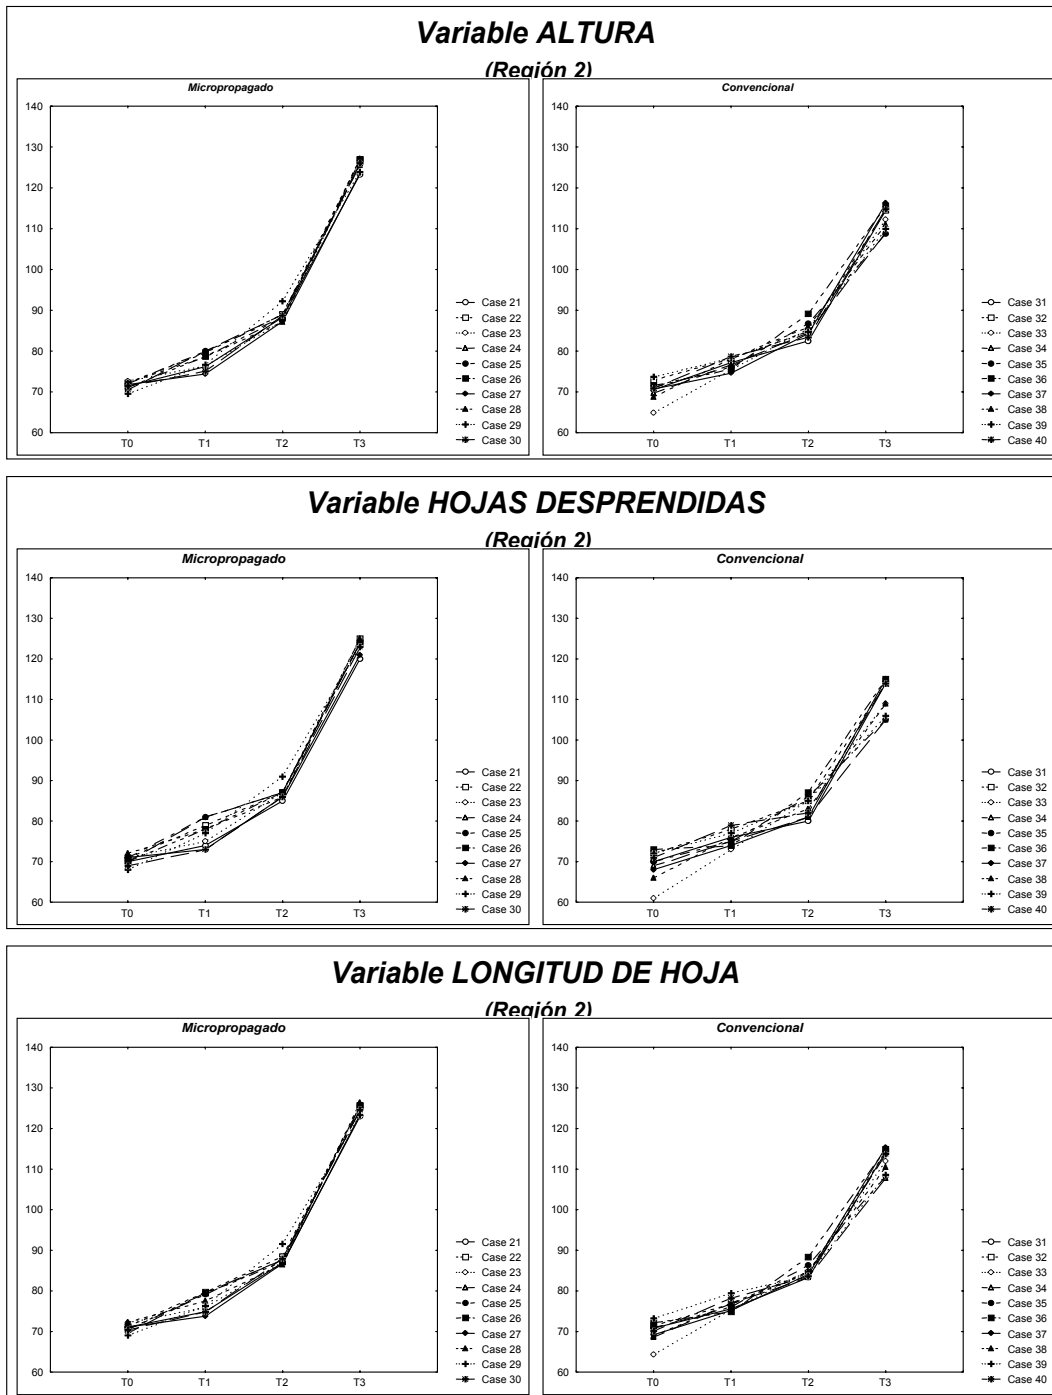 Variable ALTURA
(Región 2)
Micropropagado
140
130
120
110
100
90
80
70
60
T0 T1 T2 T3
Case 21
Case 22
Case 23
Case 24
Case 25
Case 26
Case 27
Case 28
Case 29
Case 30
Convencional
140
130
120
110
100
90
80
70
60
T0 T1 T2 T3
Case 31
Case 32
Case 33
Case 34
Case 35
Case 36
Case 37
Case 38
Case 39
Case 40
Variable HOJAS DESPRENDIDAS
(Región 2)
Micropropagado
140
130
120
110
100
90
80
70
60
T0 T1 T2 T3
Case 21
Case 22
Case 23
Case 24
Case 25
Case 26
Case 27
Case 28
Case 29
Case 30
Convencional
140
130
120
110
100
90
80
70
60
T0 T1 T2 T3
Case 31
Case 32
Case 33
Case 34
Case 35
Case 36
Case 37
Case 38
Case 39
Case 40
Variable LONGITUD DE HOJA
(Región 2)
Micropropagado
140
130
120
110
100
90
80
70
60
T0 T1 T2 T3
Case 21
Case 22
Case 23
Case 24
Case 25
Case 26
Case 27
Case 28
Case 29
Case 30
Convencional
140
130
120
110
100
90
80
70
60
T0 T1 T2 T3
Case 31
Case 32
Case 33
Case 34
Case 35
Case 36
Case 37
Case 38
Case 39
Case 40